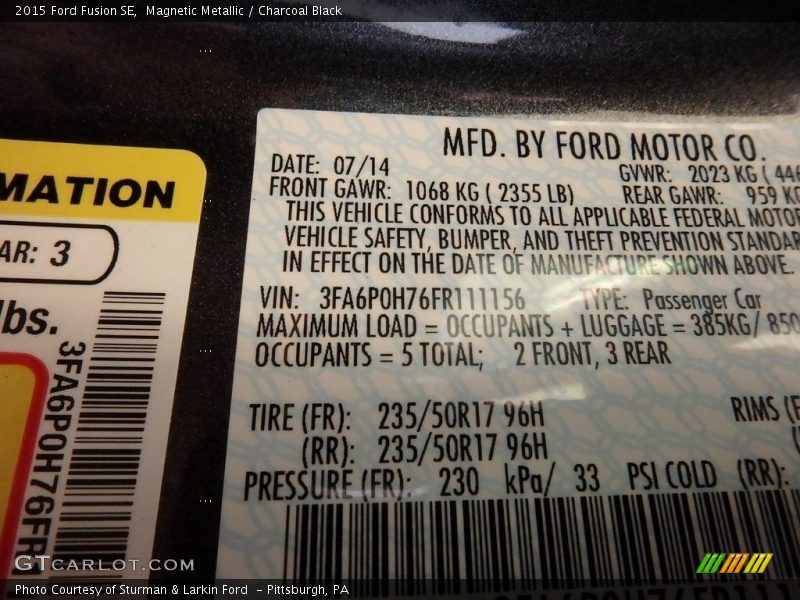 2015 Ford Fusion SE, Magnetic Metallic / Charcoal Black
MFD. BY FORD MOTOR CO.
DATE: 07/14
GVWR: 2023 KG ( 446
FRONT GAWR: 1068 KG ( 2355 LB)
REAR GAWR: 959 KG
THIS VEHICLE CONFORMS TO ALL APPLICABLE FEDERAL MOTOR
VEHICLE SAFETY, BUMPER, AND THEFT PREVENTION STANDAR
IN EFFECT ON THE DATE OF MANUFACTURE SHOWN ABOVE.
VIN: 3FA6P0H76FR111156 TYPE: Passenger Car
MAXIMUM LOAD = OCCUPANTS + LUGGAGE = 385KG/ 850
OCCUPANTS = 5 TOTAL; 2 FRONT, 3 REAR
TIRE (FR): 235/50R17 96H
RIMS (F
(RR): 235/50R17 96H
PRESSURE (FR): 230 kPa/ 33 PSI COLD (RR):
MATION
AR: 3
lbs.
3FA6P0H76FR1
GTCARLOT.COM
Photo Courtesy of Sturman & Larkin Ford - Pittsburgh, PA